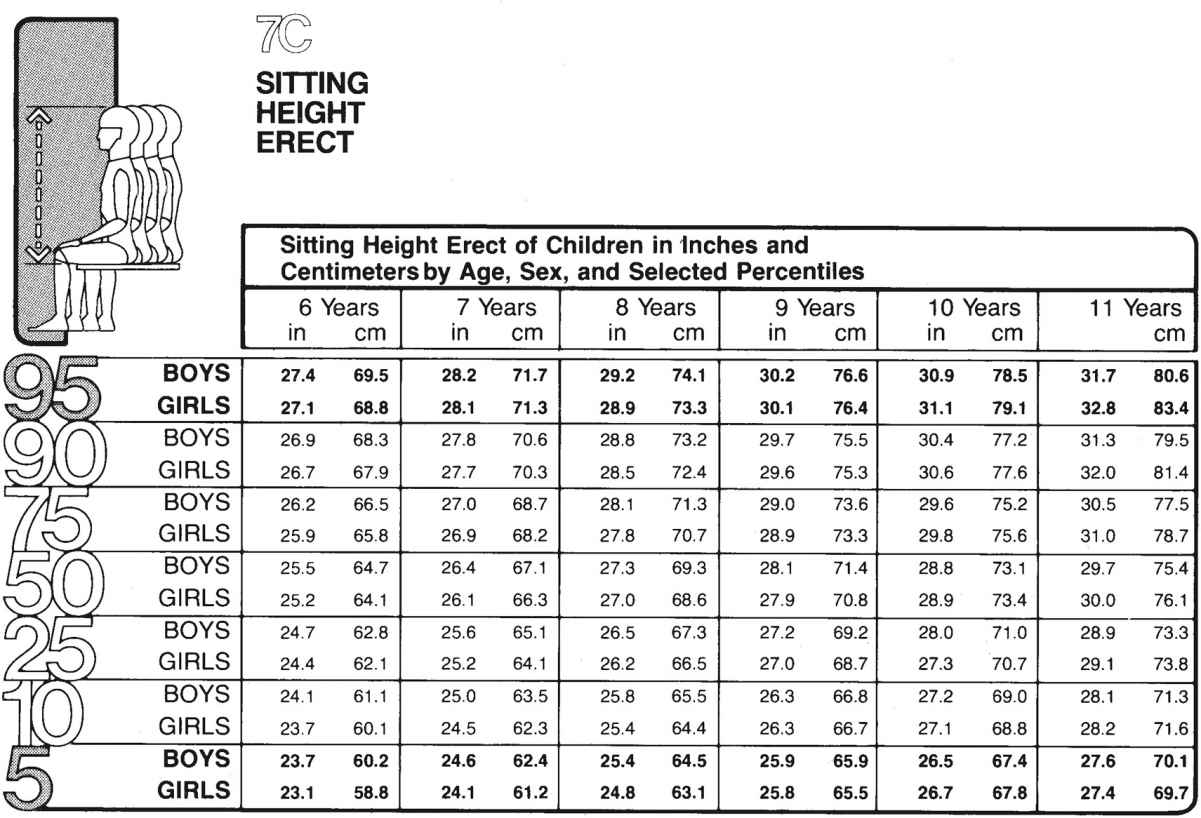 7C
SITTING
HEIGHT
ERECT
Sitting Height Erect of Children in Inches and
Centimeters by Age, Sex, and Selected Percentiles
6 Years 7 Years 8 Years 9 Years 10 Years 11 Years
in cm in cm in cm in cm in cm cm
95 BOYS 27.4 69.5 28.2 71.7 29.2 74.1 30.2 76.6 30.9 78.5 31.7 80.6
GIRLS 27.1 68.8 28.1 71.3 28.9 73.3 30.1 76.4 31.1 79.1 32.8 83.4
90 BOYS 26.9 68.3 27.8 70.6 28.8 73.2 29.7 75.5 30.4 77.2 31.3 79.5
GIRLS 26.7 67.9 27.7 70.3 28.5 72.4 29.6 75.3 30.6 77.6 32.0 81.4
75 BOYS 26.2 66.5 27.0 68.7 28.1 71.3 29.0 73.6 29.6 75.2 30.5 77.5
GIRLS 25.9 65.8 26.9 68.2 27.8 70.7 28.9 73.3 29.8 75.6 31.0 78.7
50 BOYS 25.5 64.7 26.4 67.1 27.3 69.3 28.1 71.4 28.8 73.1 29.7 75.4
GIRLS 25.2 64.1 26.1 66.3 27.0 68.6 27.9 70.8 28.9 73.4 30.0 76.1
25 BOYS 24.7 62.8 25.6 65.1 26.5 67.3 27.2 69.2 28.0 71.0 28.9 73.3
GIRLS 24.4 62.1 25.2 64.1 26.2 66.5 27.0 68.7 27.3 70.7 29.1 73.8
10 BOYS 24.1 61.1 25.0 63.5 25.8 65.5 26.3 66.8 27.2 69.0 28.1 71.3
GIRLS 23.7 60.1 24.5 62.3 25.4 64.4 26.3 66.7 27.1 68.8 28.2 71.6
5 BOYS 23.7 60.2 24.6 62.4 25.4 64.5 25.9 65.9 26.5 67.4 27.6 70.1
GIRLS 23.1 58.8 24.1 61.2 24.8 63.1 25.8 65.5 26.7 67.8 27.4 69.7